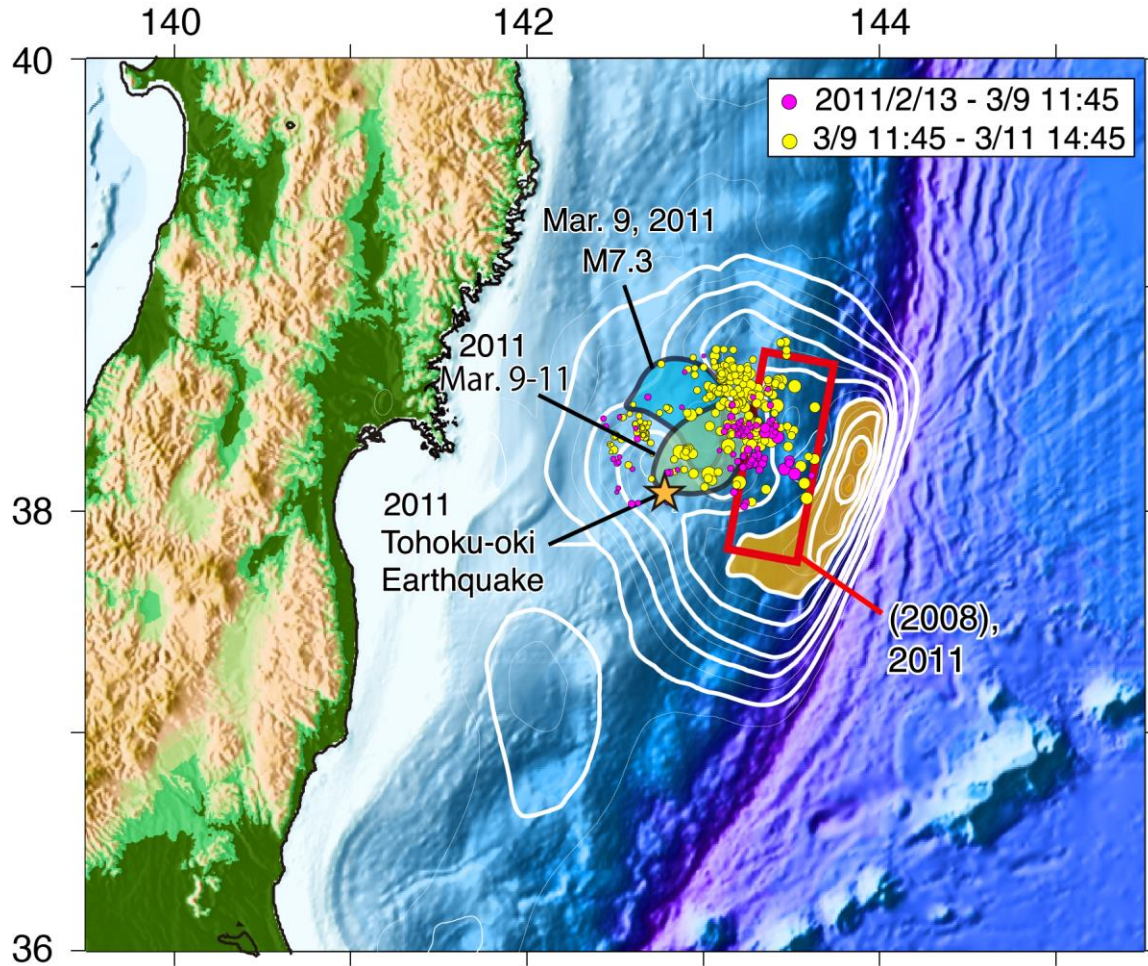 140
142
144
40
38
36
2011/2/13 - 3/9 11:45
3/9 11:45 - 3/11 14:45
Mar. 9, 2011
M7.3
2011
Mar. 9-11
2011
Tohoku-oki
Earthquake
(2008),
2011